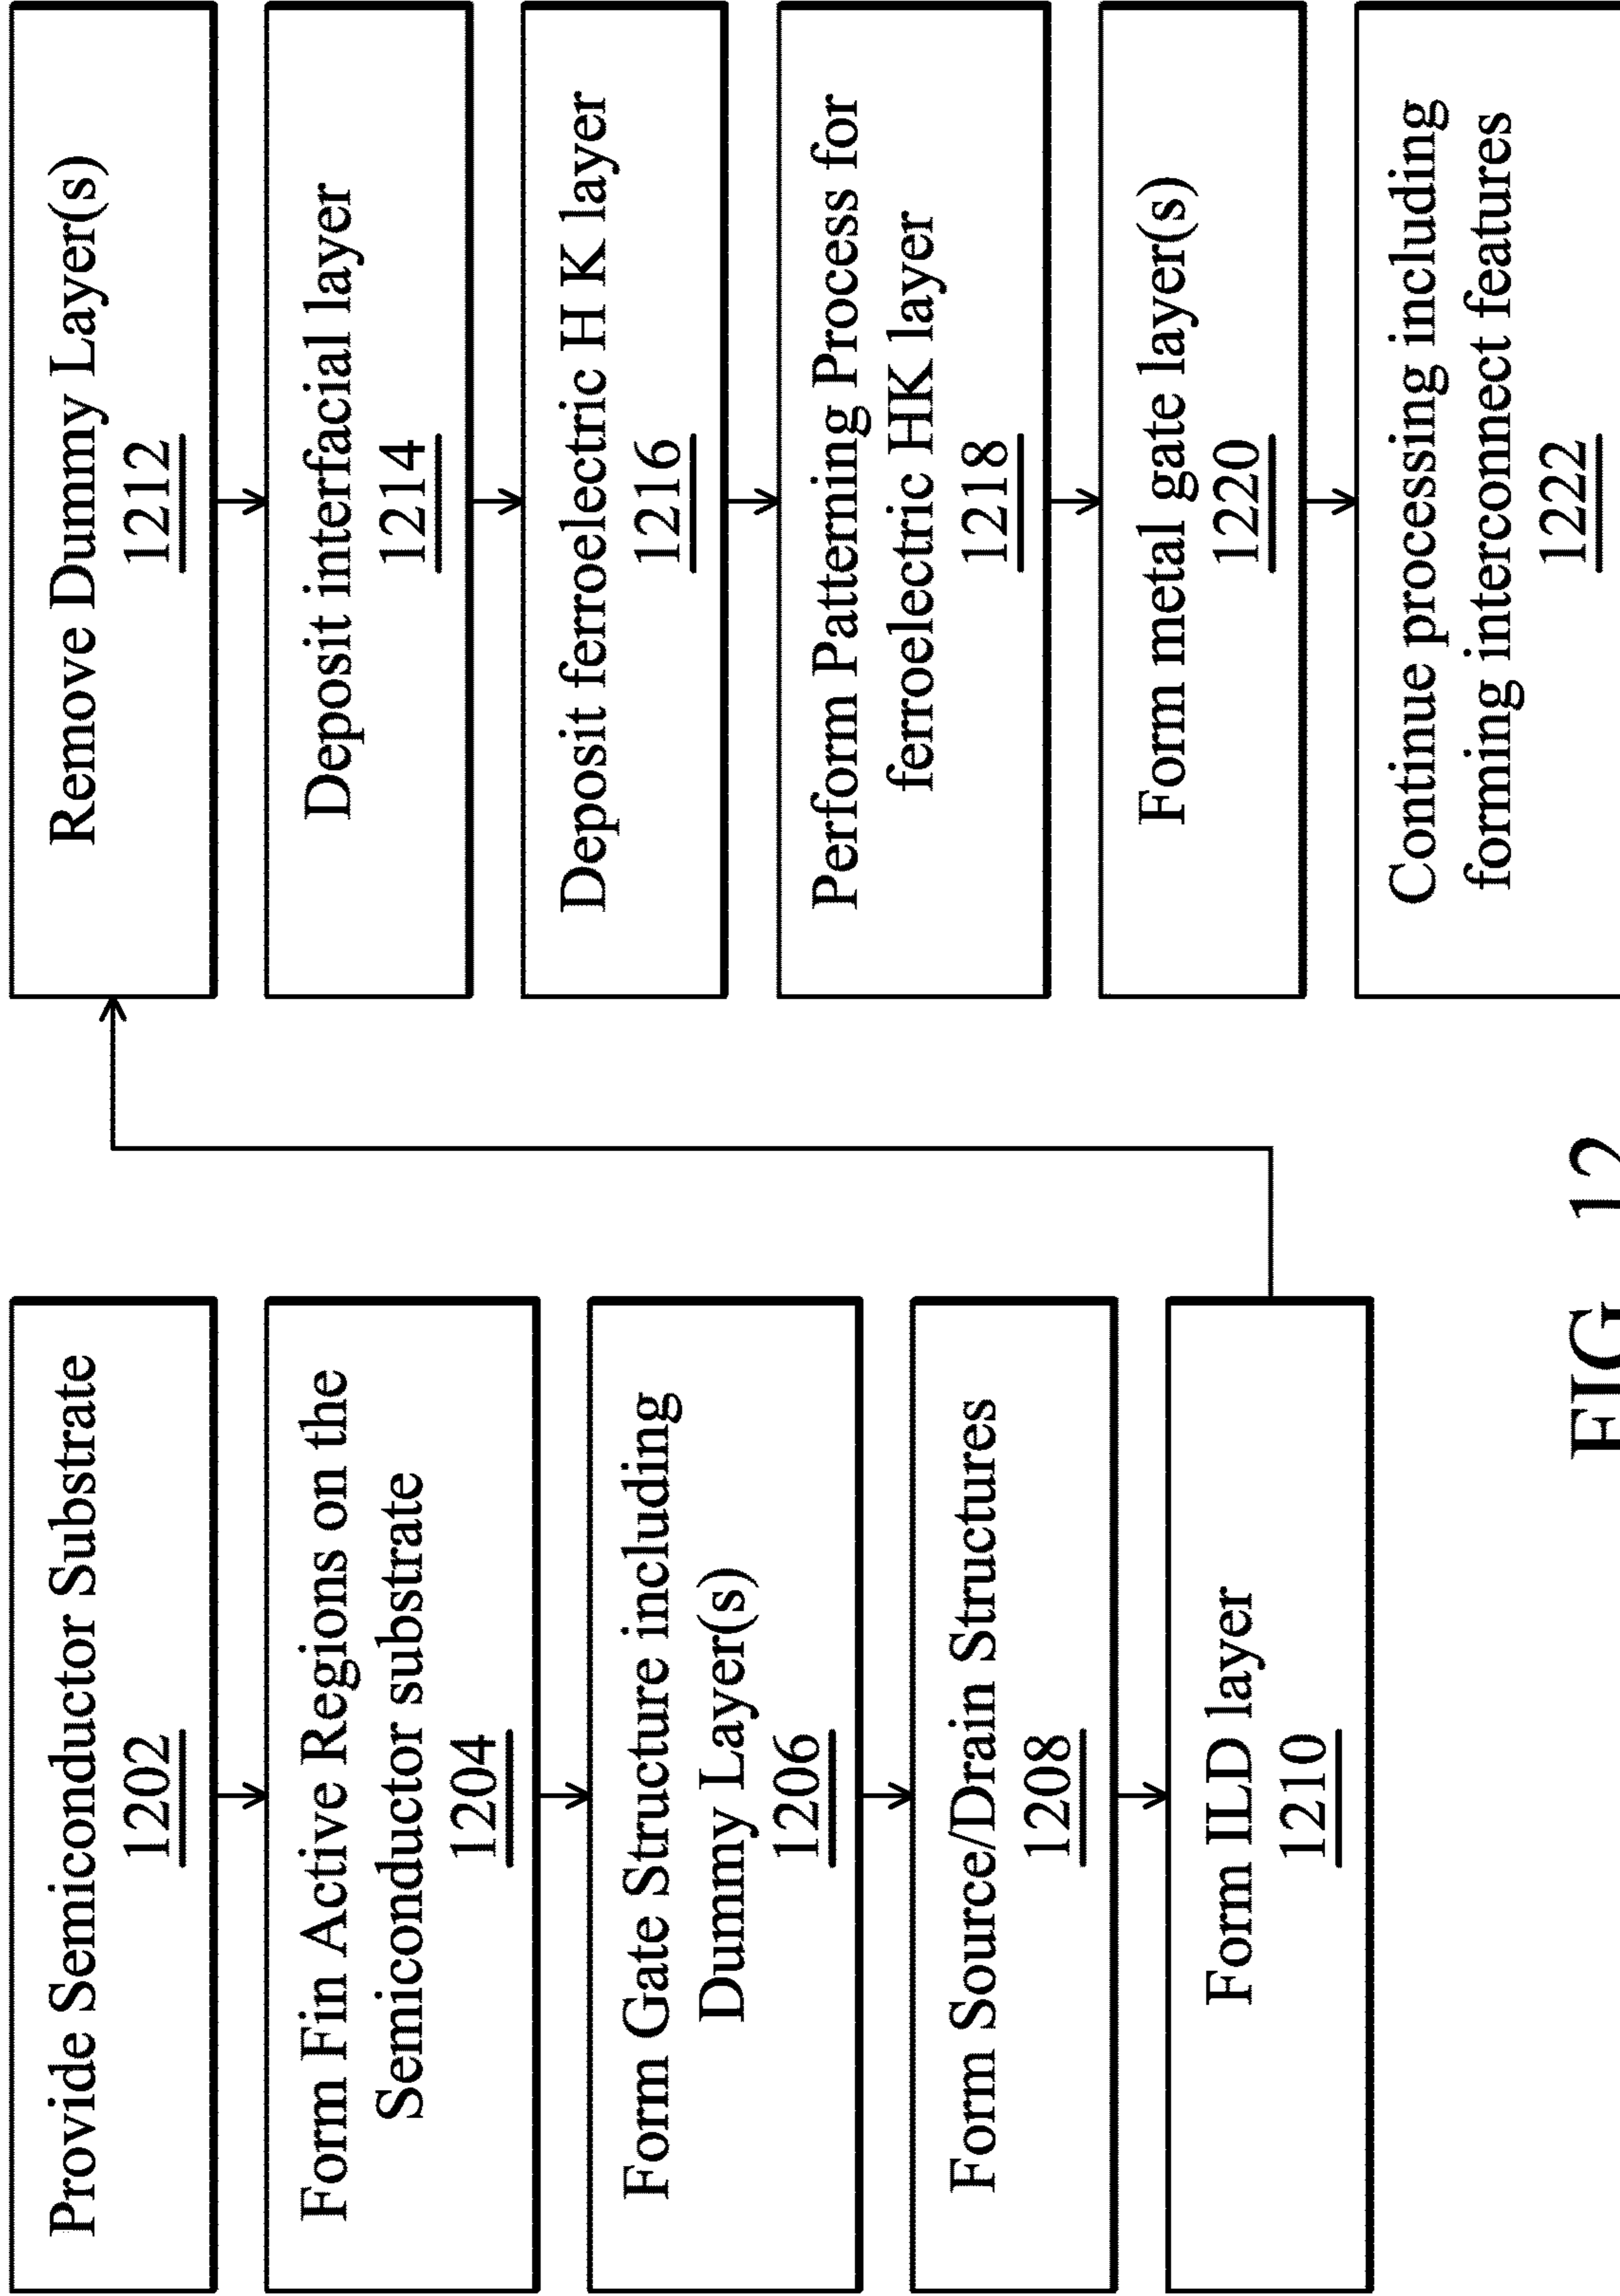 Provide Semiconductor Substrate
1202
Form Fin Active Regions on the
Semiconductor substrate
1204
Form Gate Structure including
Dummy Layer(s)
1206
Form Source/Drain Structures
1208
Form ILD layer
1210
Remove Dummy Layer(s)
1212
Deposit interfacial layer
1214
Deposit ferroelectric H K layer
1216
Perform Patterning Process for
ferroelectric HK layer
1218
Form metal gate layer(s)
1220
Continue processing including
forming interconnect features
1222
FIG. 12